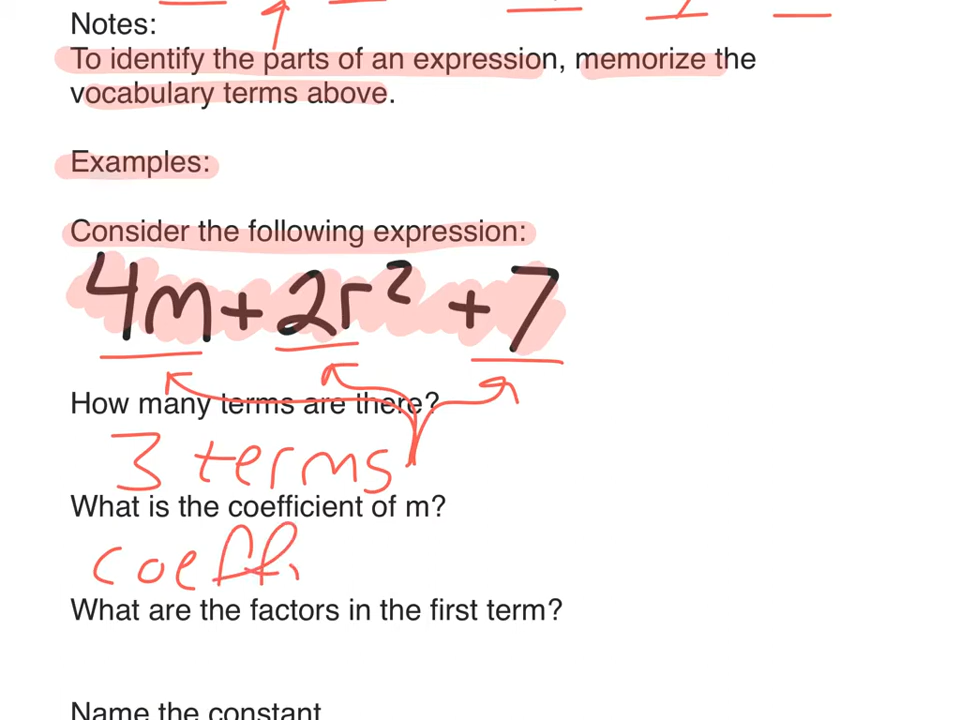 Notes:
To identify the parts of an expression, memorize the
vocabulary terms above.
Examples:
Consider the following expression:
4m+2r² +7
How many terms are there?
3 terms
What is the coefficient of m?
coeffi
What are the factors in the first term?
Name the constant